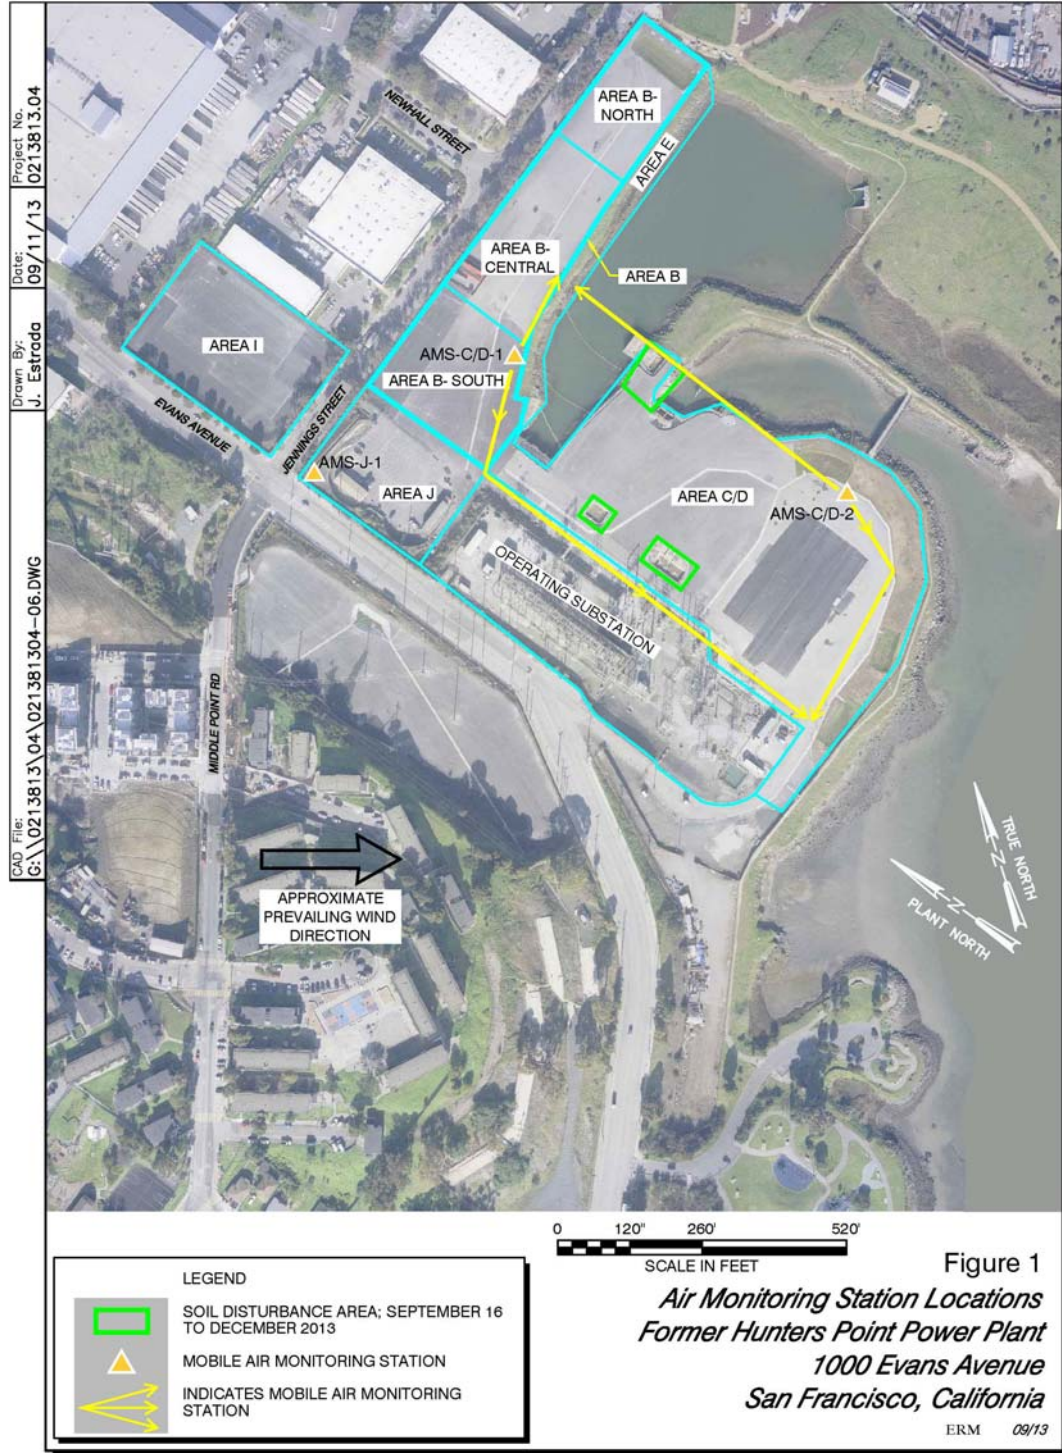 Project No.
0213813.04
Date:
09/11/13
Drawn By:
J. Estrada
CAD File:
G:\\0213813\04\021381304-06.DWG
NEWHALL STREET
AREA B-
NORTH
AREA E
AREA B-
CENTRAL
AREA B
AREA I
AMS-C/D-1
AREA B- SOUTH
EVANS AVENUE
JENNINGS STREET
AMS-J-1
AREA J
AREA C/D
AMS-C/D-2
OPERATING SUBSTATION
MIDDLE POINT RD
APPROXIMATE
PREVAILING WIND
DIRECTION
N
TRUE NORTH
N
PLANT NORTH
0 120" 260' 520'
SCALE IN FEET
LEGEND
SOIL DISTURBANCE AREA; SEPTEMBER 16
TO DECEMBER 2013
MOBILE AIR MONITORING STATION
INDICATES MOBILE AIR MONITORING
STATION
Figure 1
Air Monitoring Station Locations
Former Hunters Point Power Plant
1000 Evans Avenue
San Francisco, California
ERM 09/13